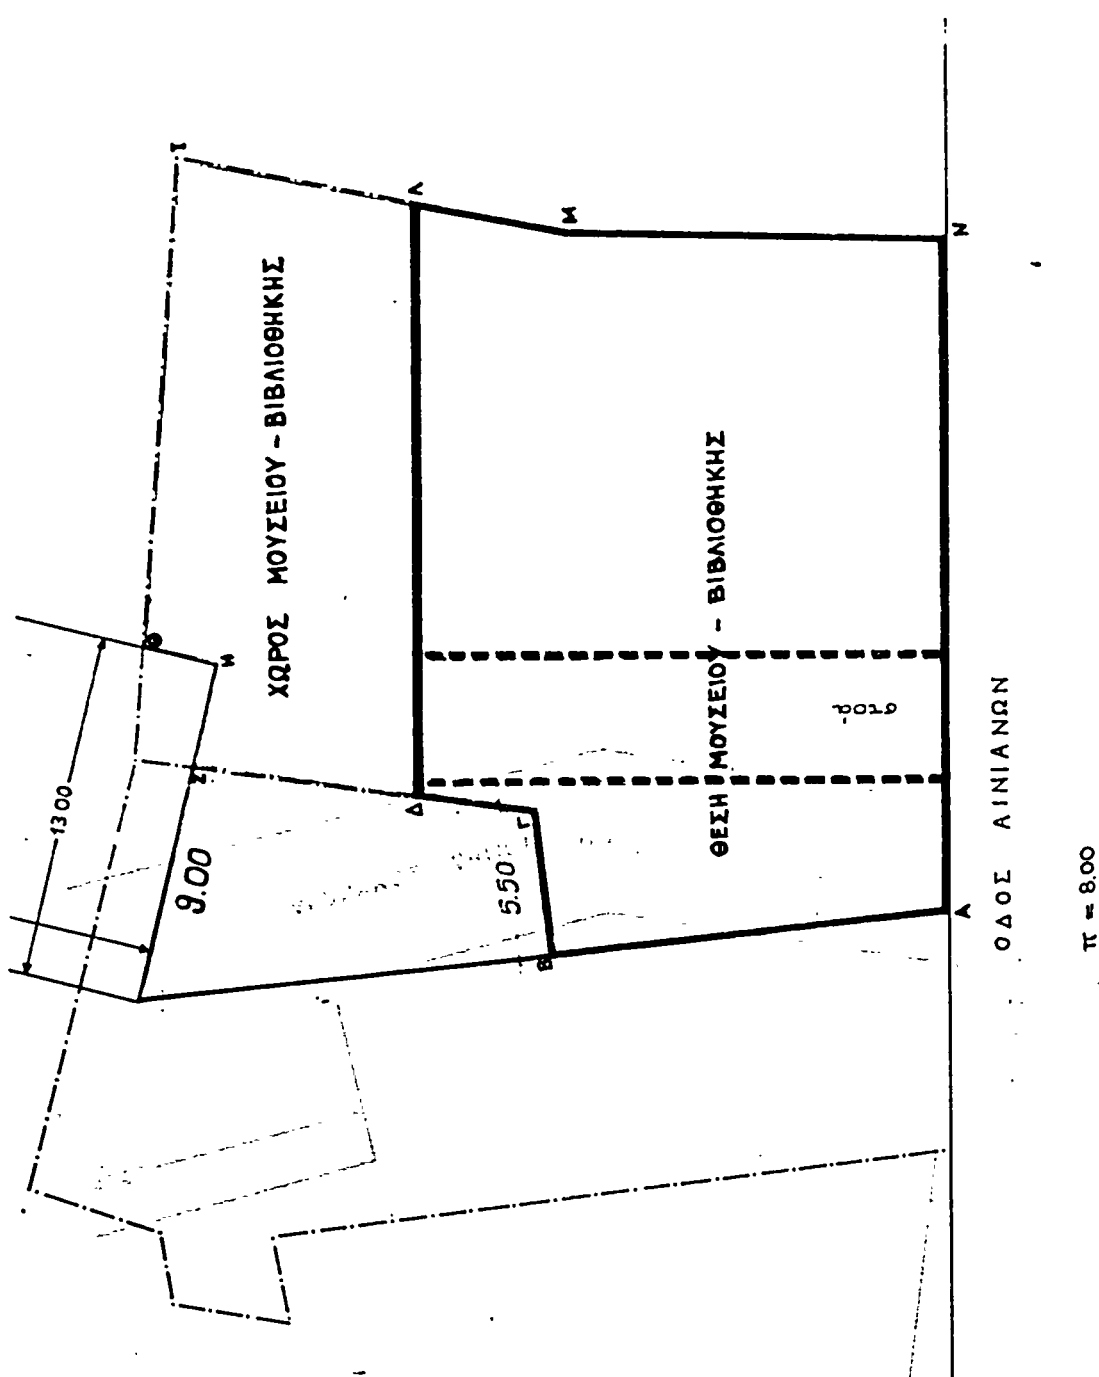 Ι
Λ
Μ
Ν
ΧΩΡΟΣ ΜΟΥΣΕΙΟΥ - ΒΙΒΛΙΟΘΗΚΗΣ
ΘΕΣΗ ΜΟΥΣΕΙΟΥ - ΒΙΒΛΙΟΘΗΚΗΣ
Θ
Η
στοά
Ζ
Δ
Γ
13 00
9.00
5.50
Β
Α
ΟΔΟΣ ΑΙΝΙΑΝΩΝ
π = 8.00